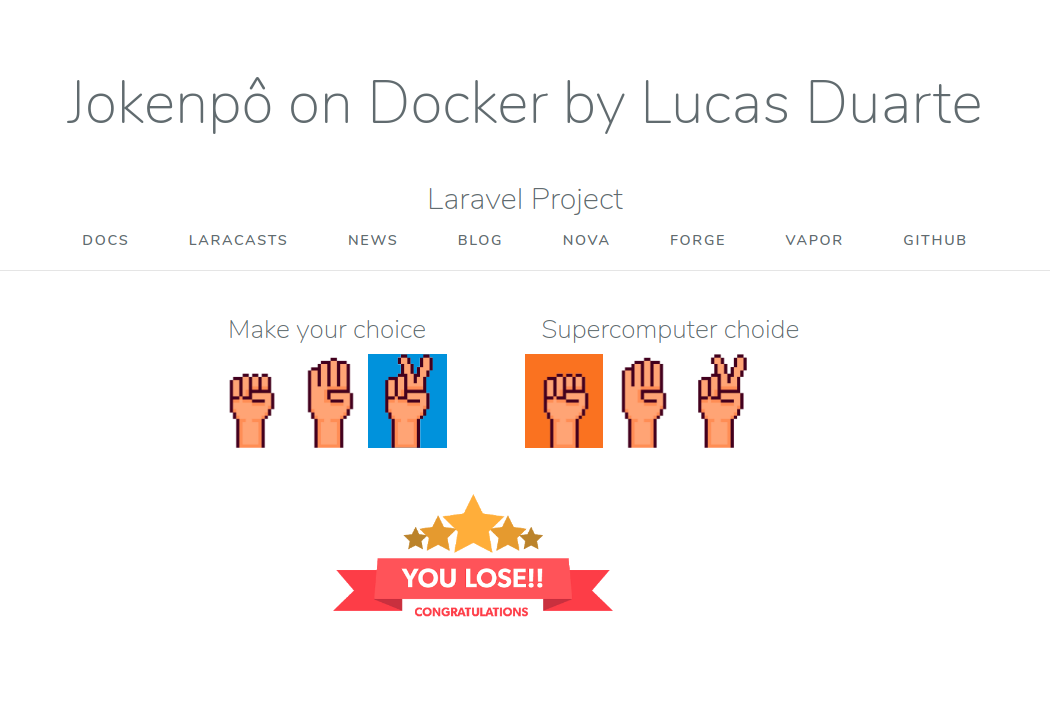 Jokenpô on Docker by Lucas Duarte
Laravel Project
DOCS LARACASTS NEWS BLOG NOVA FORGE VAPOR GITHUB
Make your choice Supercomputer choide
YOU LOSE!!
CONGRATULATIONS